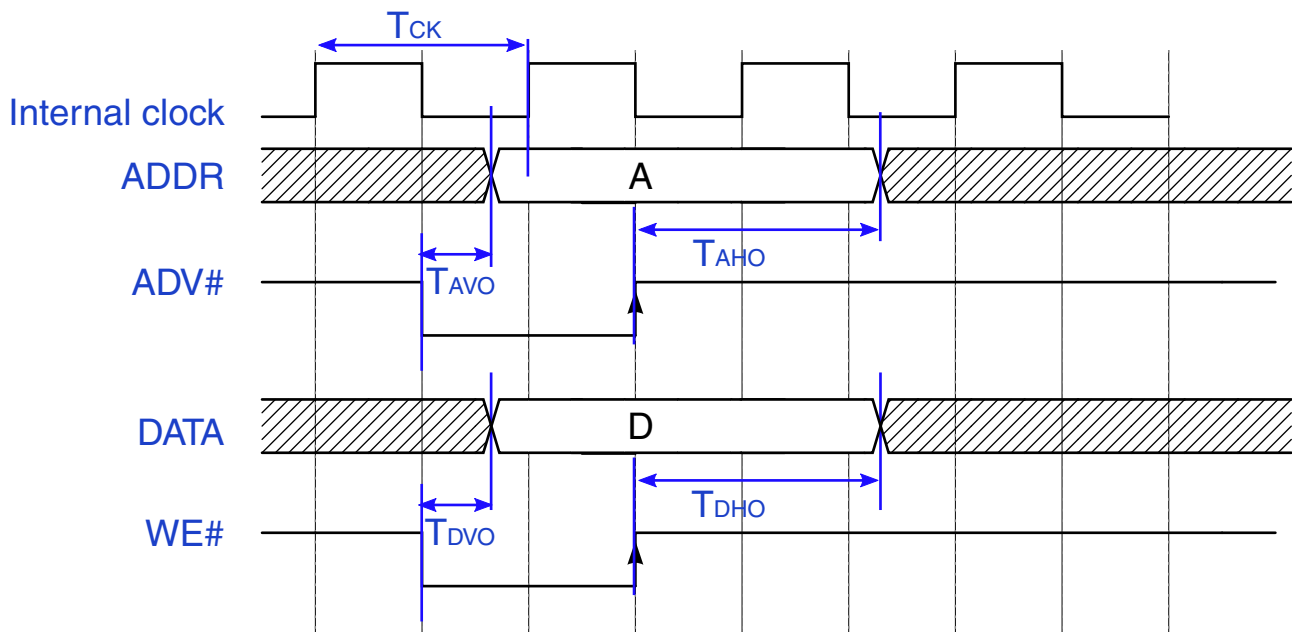 TCK
Internal clock
ADDR
A
TAHO
TAVO
ADV#
DATA
D
TDHO
TDVO
WE#